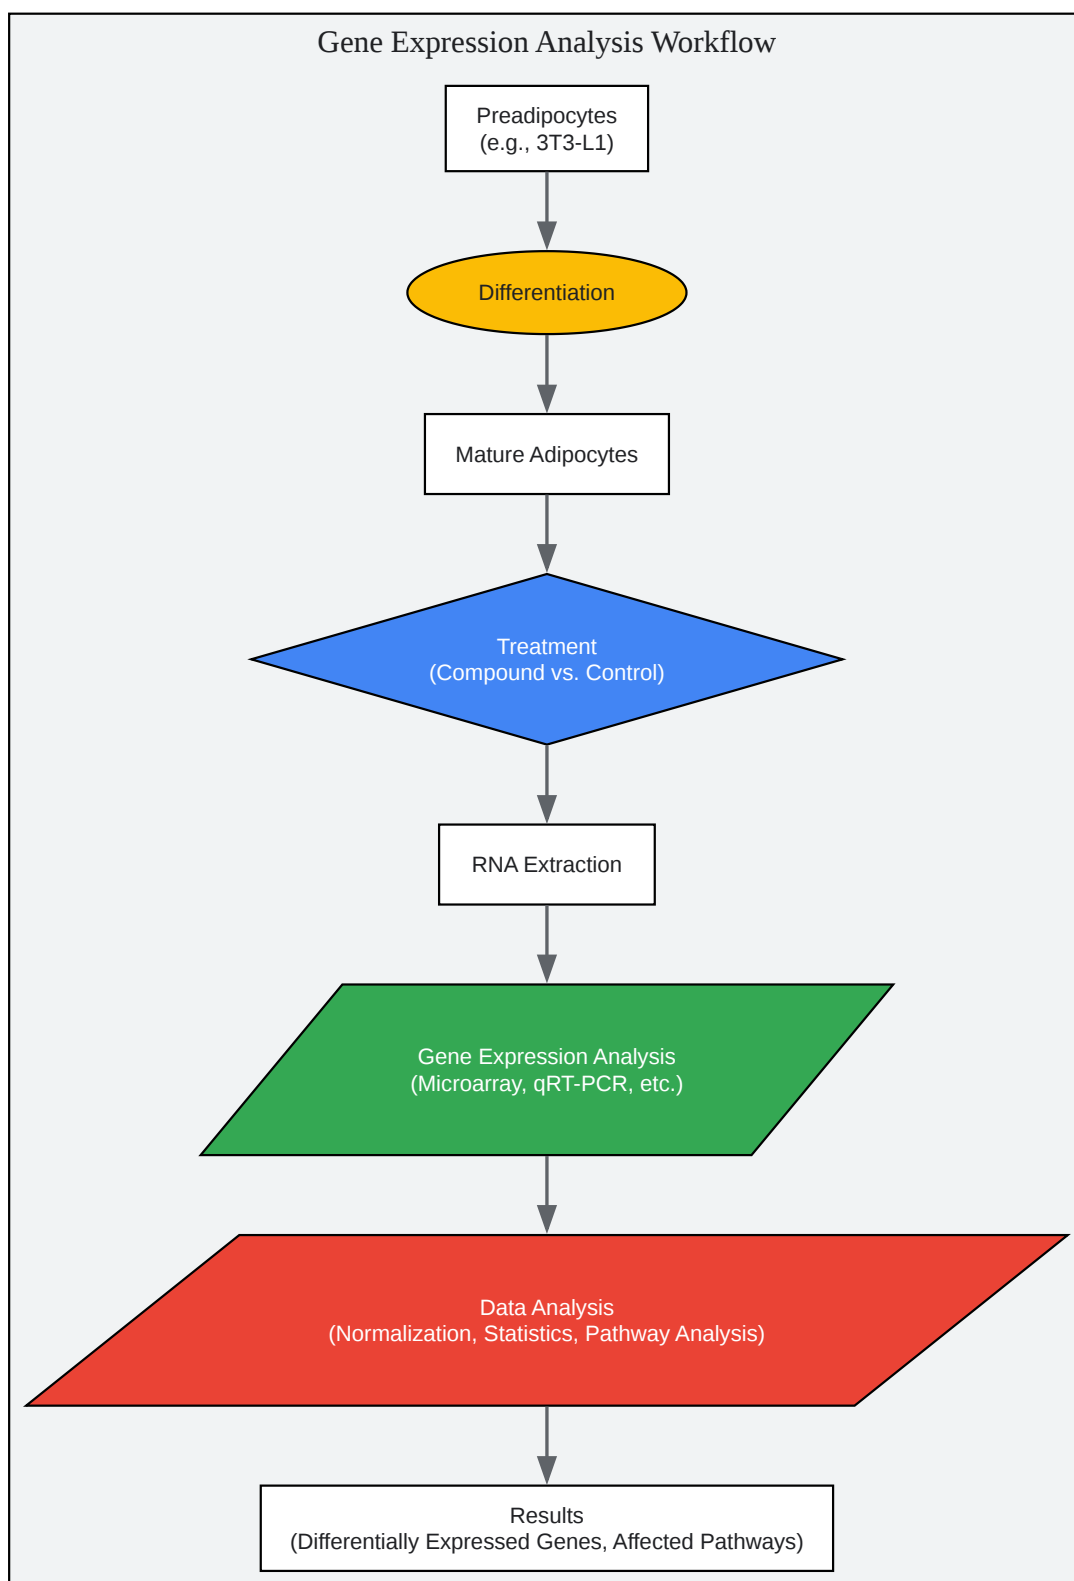 Gene Expression Analysis Workflow
Preadipocytes
(e.g., 3T3-L1)
Differentiation
Mature Adipocytes
Treatment
(Compound vs. Control)
RNA Extraction
Gene Expression Analysis
(Microarray, qRT-PCR, etc.)
Data Analysis
(Normalization, Statistics, Pathway Analysis)
Results
(Differentially Expressed Genes, Affected Pathways)